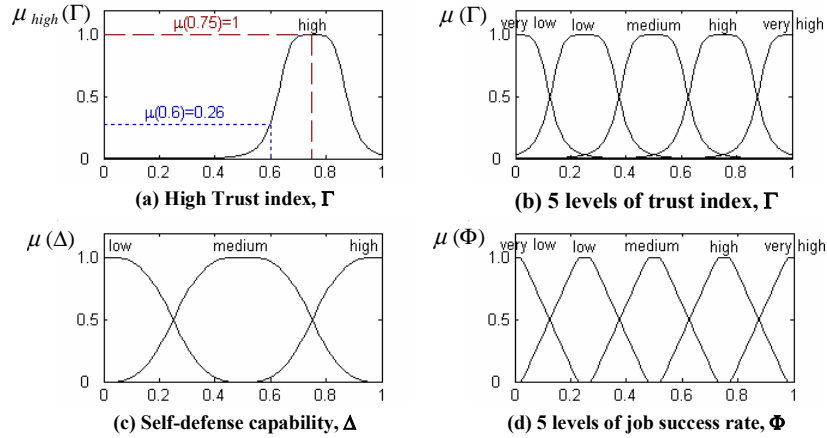 μ high (Γ)
high
1.0
μ(0.75)=1
0.5
μ(0.6)=0.26
0
0 0.2 0.4 0.6 0.8 1
(a) High Trust index, Γ
μ (Γ)
very low low medium high very high
1.0
0.5
0
0 0.2 0.4 0.6 0.8 1
(b) 5 levels of trust index, Γ
μ (Δ)
low medium high
1.0
0.5
0
0 0.2 0.4 0.6 0.8 1
(c) Self-defense capability, Δ
μ (Φ)
very low low medium high very high
1.0
0.5
0
0 0.2 0.4 0.6 0.8 1
(d) 5 levels of job success rate, Φ